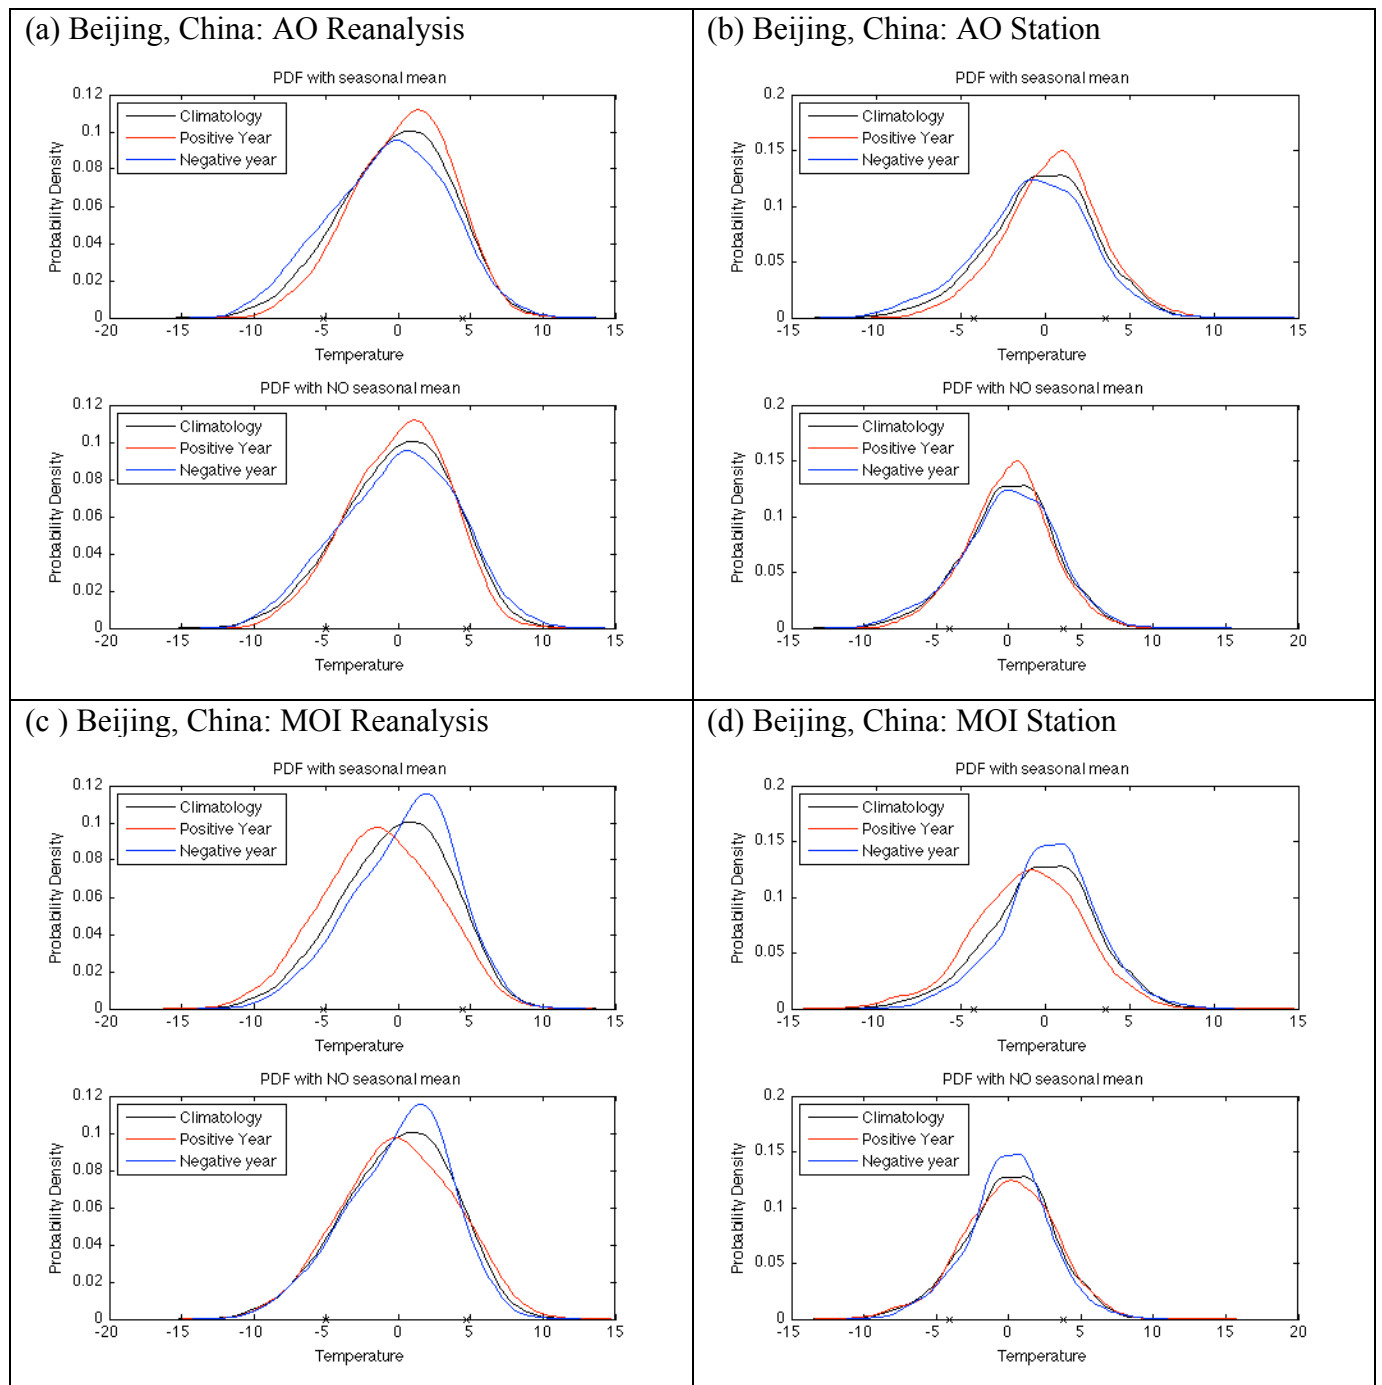 (a) Beijing, China: AO Reanalysis
PDF with seasonal mean
0.12
0.1
0.08
0.06
0.04
0.02
0
Probability Density
Climatology
Positive Year
Negative year
-20 -15 -10 -5 0 5 10 15
Temperature
PDF with NO seasonal mean
0.12
0.1
0.08
0.06
0.04
0.02
0
Probability Density
Climatology
Positive Year
Negative year
-20 -15 -10 -5 0 5 10 15
Temperature
(b) Beijing, China: AO Station
PDF with seasonal mean
0.2
0.15
0.1
0.05
0
Probability Density
Climatology
Positive Year
Negative year
-15 -10 -5 0 5 10 15
Temperature
PDF with NO seasonal mean
0.2
0.15
0.1
0.05
0
Probability Density
Climatology
Positive Year
Negative year
-15 -10 -5 0 5 10 15 20
Temperature
(c ) Beijing, China: MOI Reanalysis
PDF with seasonal mean
0.12
0.1
0.08
0.06
0.04
0.02
0
Probability Density
Climatology
Positive Year
Negative year
-20 -15 -10 -5 0 5 10 15
Temperature
PDF with NO seasonal mean
0.12
0.1
0.08
0.06
0.04
0.02
0
Probability Density
Climatology
Positive Year
Negative year
-20 -15 -10 -5 0 5 10 15
Temperature
(d) Beijing, China: MOI Station
PDF with seasonal mean
0.2
0.15
0.1
0.05
0
Probability Density
Climatology
Positive Year
Negative year
-15 -10 -5 0 5 10 15
Temperature
PDF with NO seasonal mean
0.2
0.15
0.1
0.05
0
Probability Density
Climatology
Positive Year
Negative year
-15 -10 -5 0 5 10 15 20
Temperature